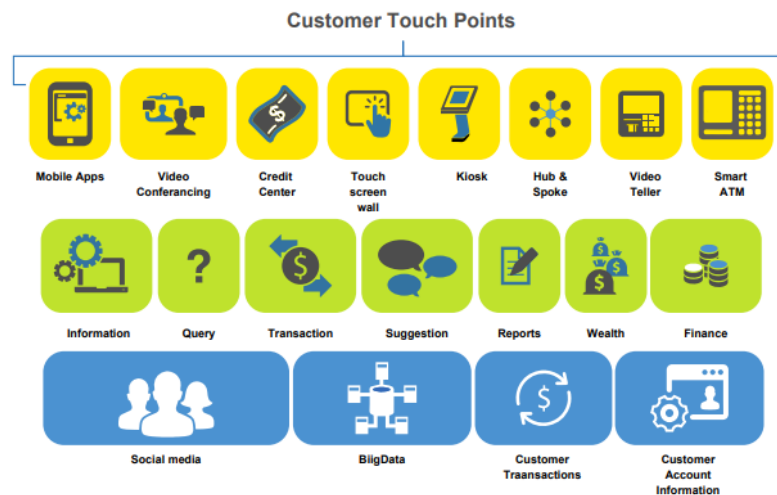 Customer Touch Points
$
Mobile Apps
Video
Conferancing
Credit
Center
Touch
screen
wall
Kiosk
Hub &
Spoke
Video
Teller
Smart
ATM
?
$
$
Information
Query
Transaction
Suggestion
Reports
Wealth
Finance
$
Social media
BiigData
Customer
Traansactions
Customer
Account
Information